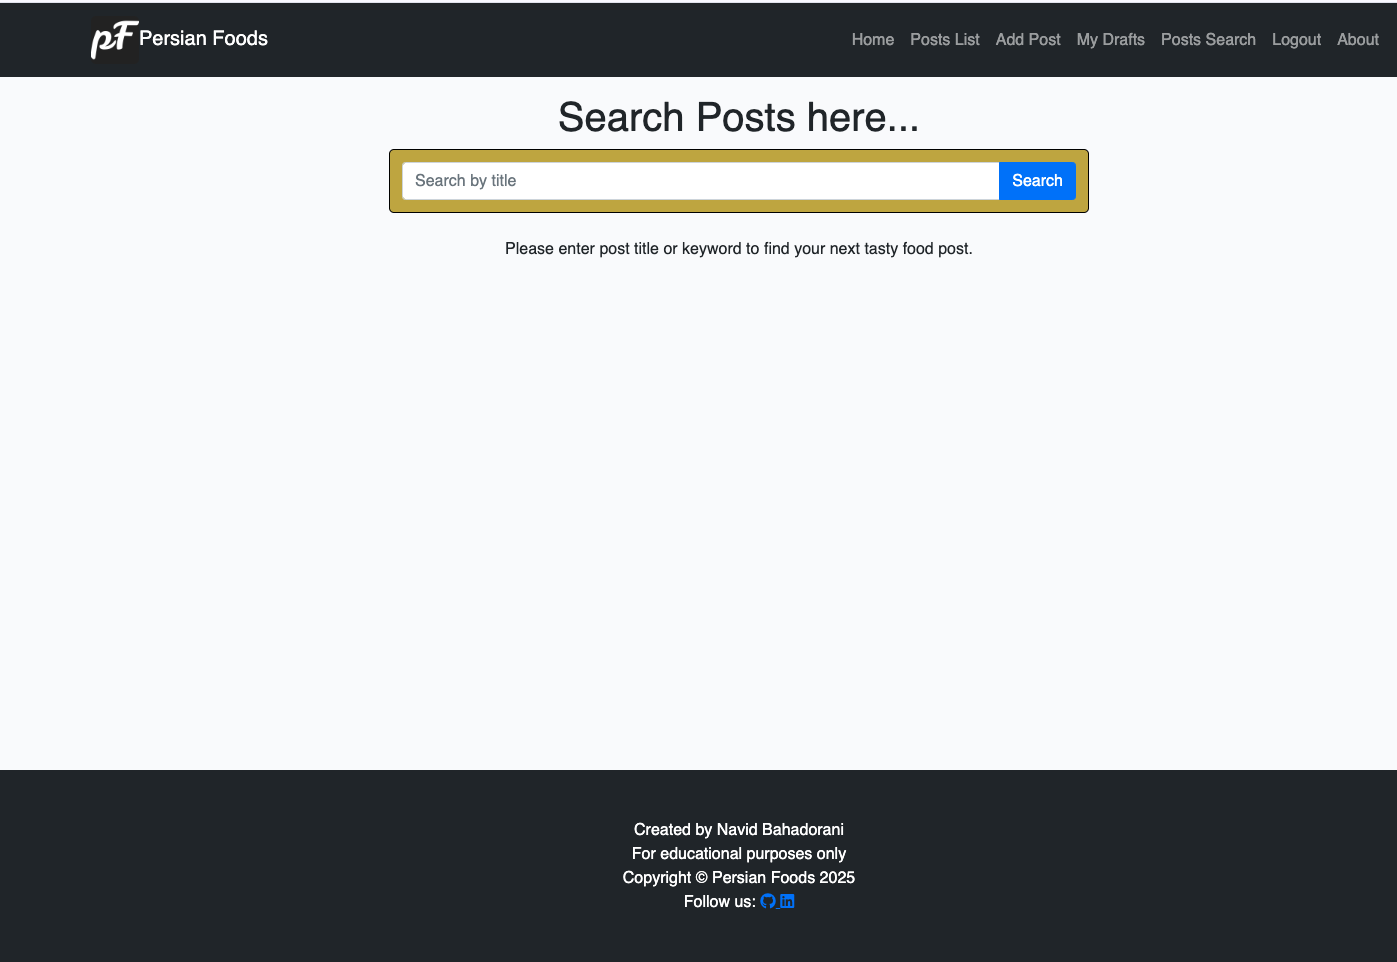 pF Persian Foods
Home Posts List Add Post My Drafts Posts Search Logout About
Search Posts here...
Search by title Search
Please enter post title or keyword to find your next tasty food post.
Created by Navid Bahadorani
For educational purposes only
Copyright © Persian Foods 2025
Follow us: in